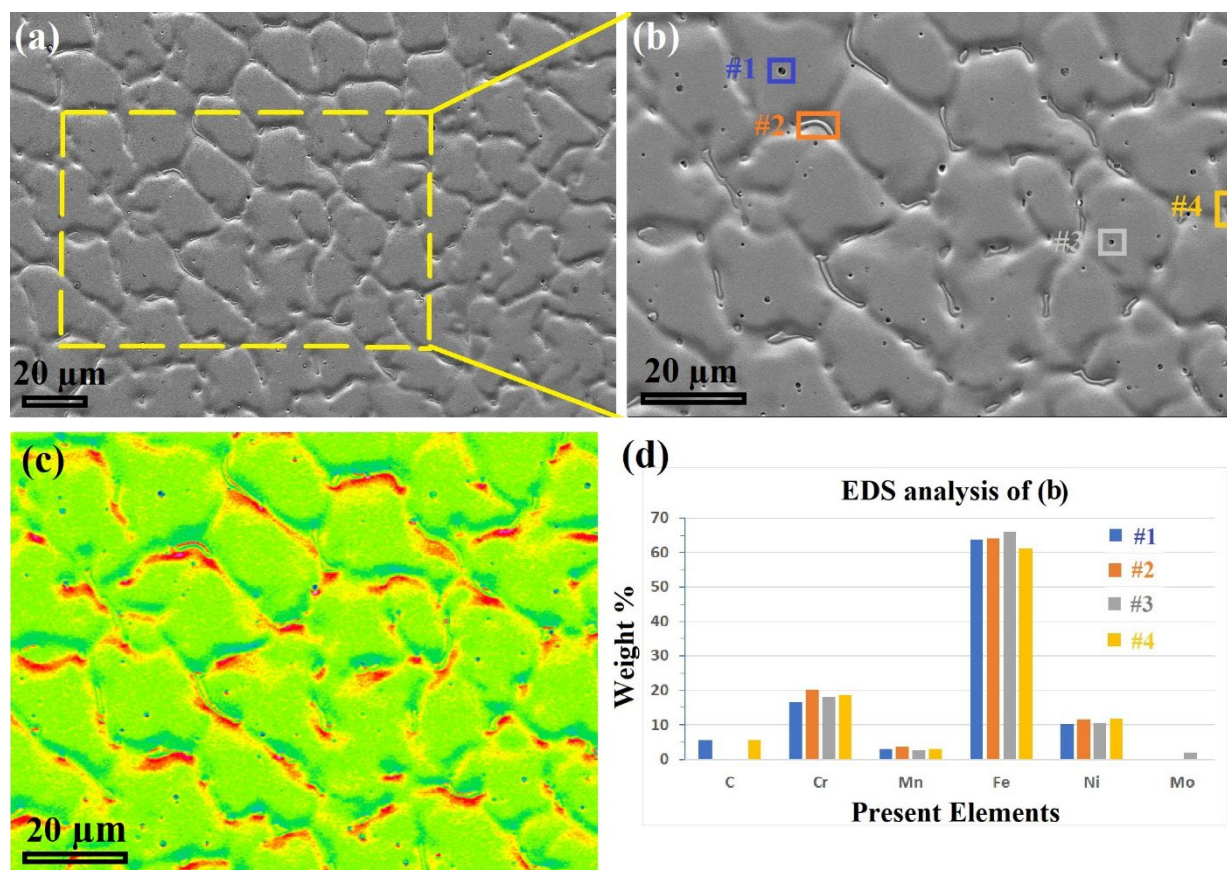 (a)
20 µm
(b)
#1
#2
#3
#4
20 µm
(c)
20 µm
(d)
EDS analysis of (b)
Weight %
70
60
50
40
30
20
10
0
#1
#2
#3
#4
C Cr Mn Fe Ni Mo
Present Elements